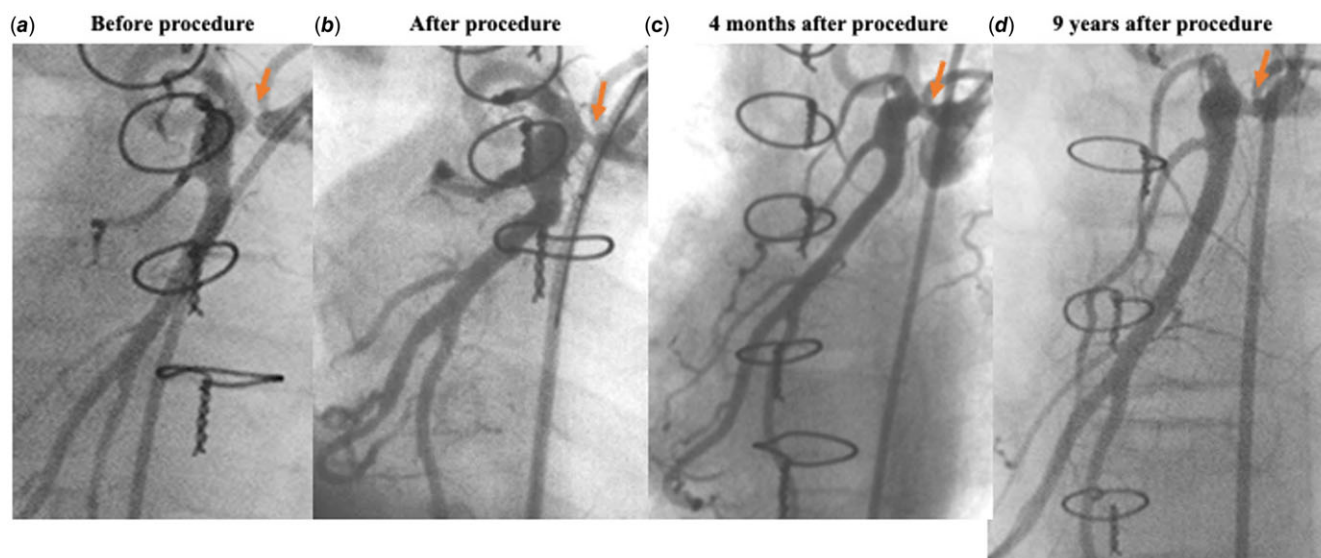 (a) Before procedure
(b) After procedure
(c) 4 months after procedure
(d) 9 years after procedure